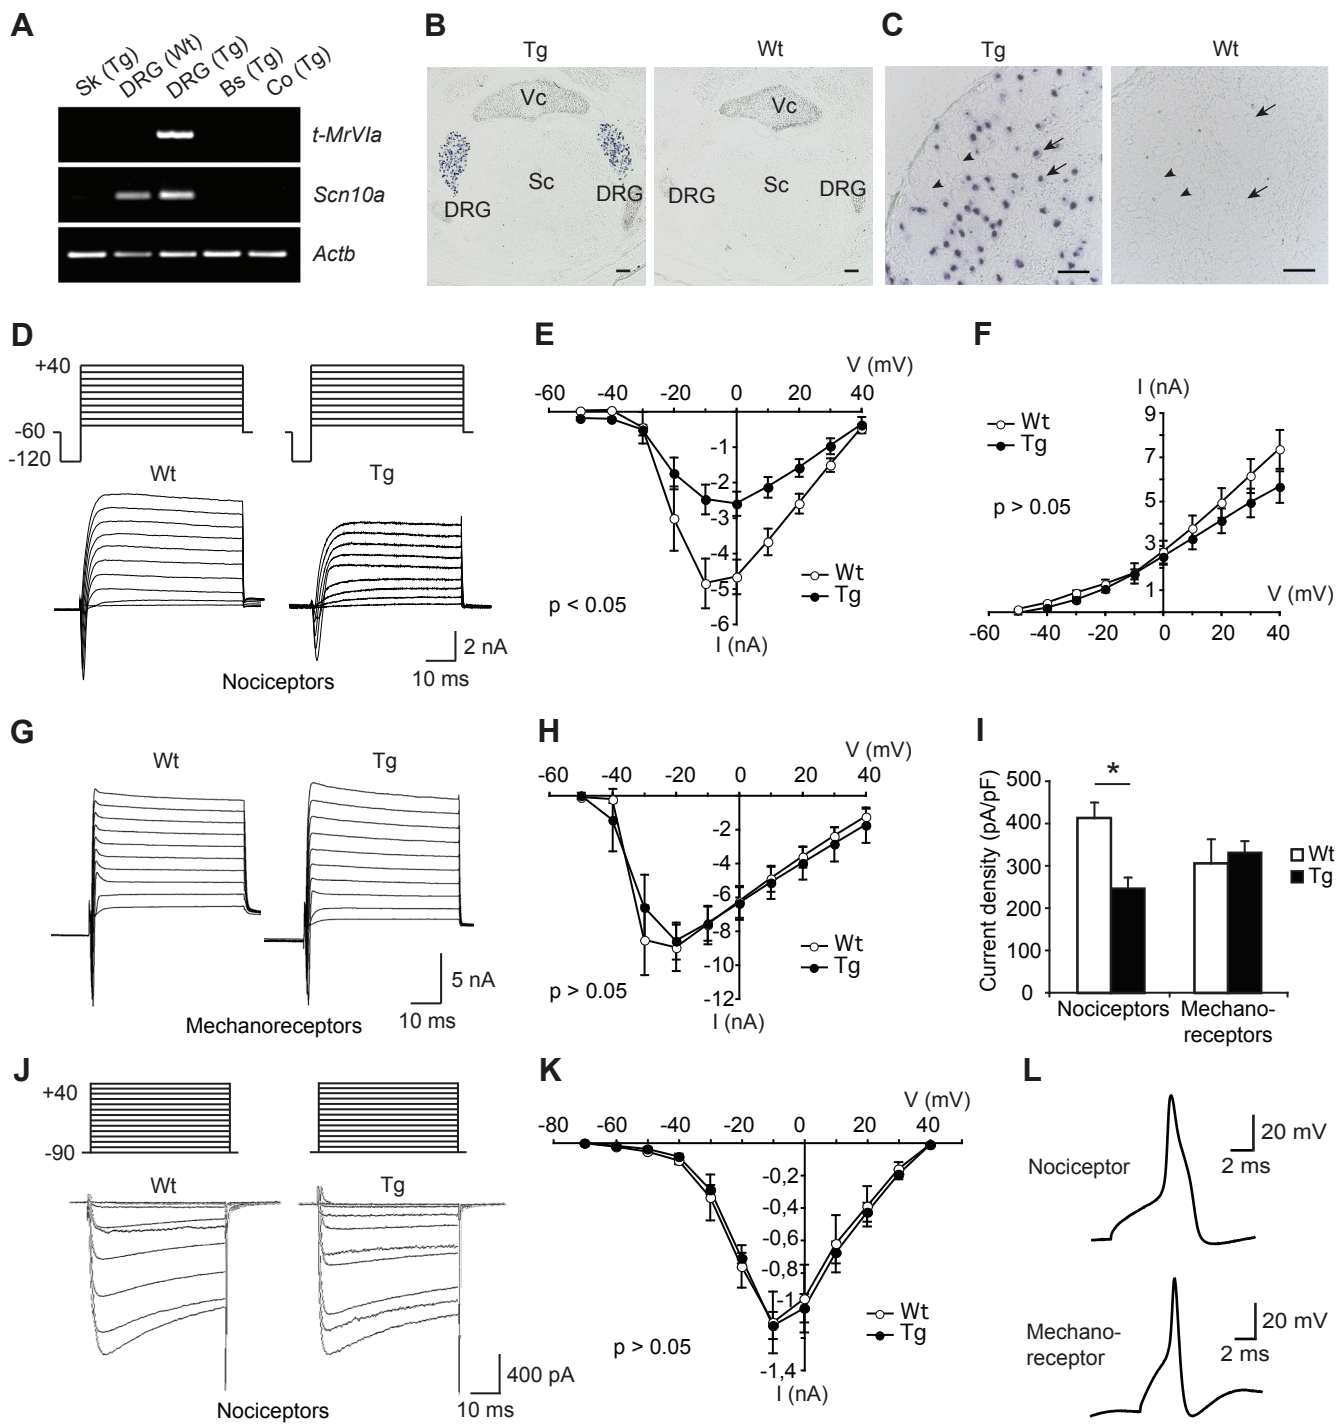 A
Sk (Tg)
DRG (Wt)
DRG (Tg)
Bs (Tg)
Co (Tg)
t-MrVIa
Scn10a
Actb
B
Tg
Wt
Vc
Sc
DRG
DRG
Vc
Sc
DRG
DRG
C
Tg
Wt
D
+40
-60
-120
Wt
Tg
2 nA
10 ms
Nociceptors
E
V (mV)
-60 -40 -20 0 20 40
-1
-2
-3
-4
-5
-6
I (nA)
Wt
Tg
p < 0.05
F
I (nA)
9
7
5
3
1
Wt
Tg
p > 0.05
V (mV)
-60 -40 -20 0 20 40
G
Wt
Tg
5 nA
10 ms
Mechanoreceptors
H
V (mV)
-60 -40 -20 0 20 40
-2
-4
-6
-8
-10
-12
I (nA)
Wt
Tg
p > 0.05
I
Current density (pA/pF)
500
400
300
200
100
0
*
Wt
Tg
Nociceptors
Mechano-
receptors
J
+40
-90
Wt
Tg
400 pA
10 ms
Nociceptors
K
V (mV)
-80 -60 -40 -20 0 20 40
-0,2
-0,4
-0,6
-0,8
-1
-1,4
I (nA)
Wt
Tg
p > 0.05
L
Nociceptor
20 mV
2 ms
Mechano-
receptor
20 mV
2 ms